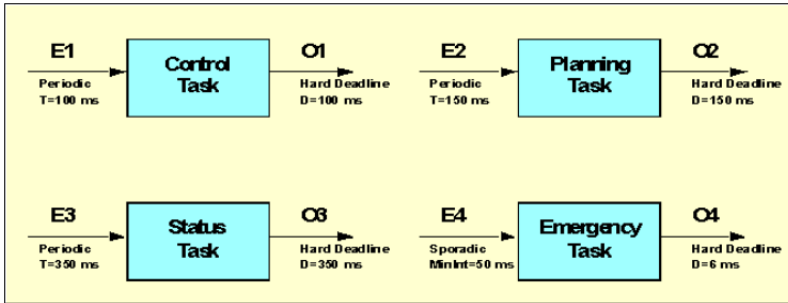 E1
Control
Task
O1
E2
Planning
Task
O2
Periodic
T=100 ms
Hard Deadline
D=100 ms
Periodic
T=150 ms
Hard Deadline
D=150 ms
E3
Status
Task
O3
E4
Emergency
Task
O4
Periodic
T=350 ms
Hard Deadline
D=350 ms
Sporadic
MinInt=50 ms
Hard Deadline
D=6 ms